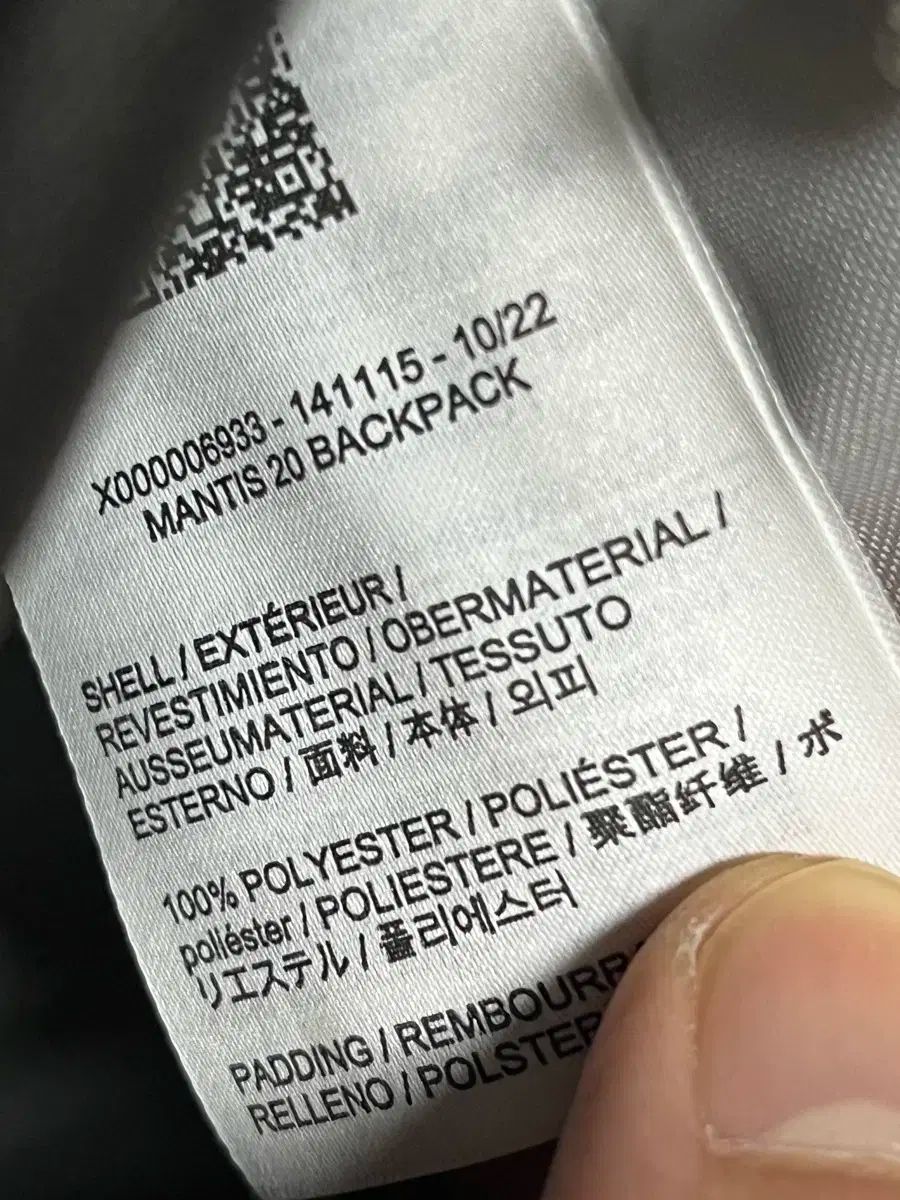 X000006933 - 141115 - 10/22
MANTIS 20 BACKPACK
SHELL / EXTÉRIEUR /
REVESTIMIENTO / OBERMATERIAL /
AUSSEUMATERIAL / TESSUTO
ESTERNO / 面料 / 本体 / 외피
100% POLYESTER / POLIÉSTER /
poliéster / POLIESTERE / 聚酯纤维 / ポ
リエステル / 폴리에스터
PADDING / REMBOURR
RELLENO / POLSTER